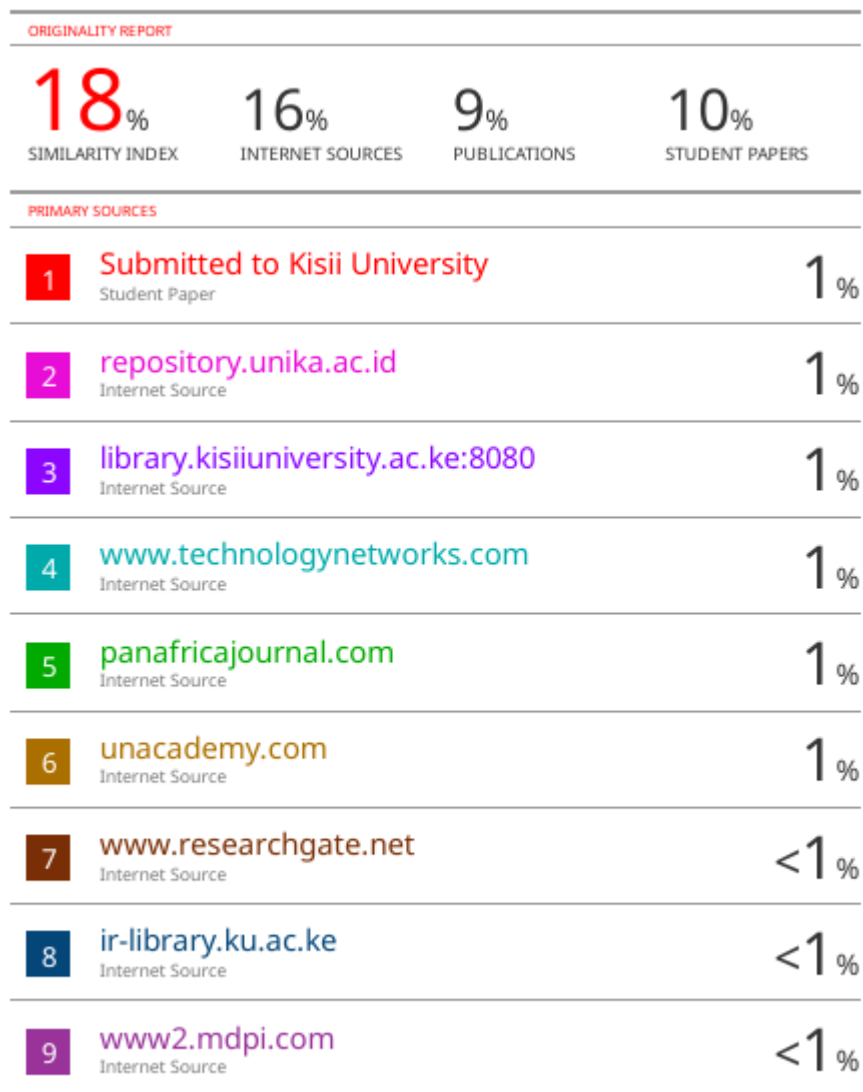 ORIGINALITY REPORT
18% 16% 9% 10%
SIMILARITY INDEX INTERNET SOURCES PUBLICATIONS STUDENT PAPERS
PRIMARY SOURCES
1 Submitted to Kisii University 1%
Student Paper
2 repository.unika.ac.id 1%
Internet Source
3 library.kisiiuniversity.ac.ke:8080 1%
Internet Source
4 www.technologynetworks.com 1%
Internet Source
5 panafricajournal.com 1%
Internet Source
6 unacademy.com 1%
Internet Source
7 www.researchgate.net <1%
Internet Source
8 ir-library.ku.ac.ke <1%
Internet Source
9 www2.mdpi.com <1%
Internet Source